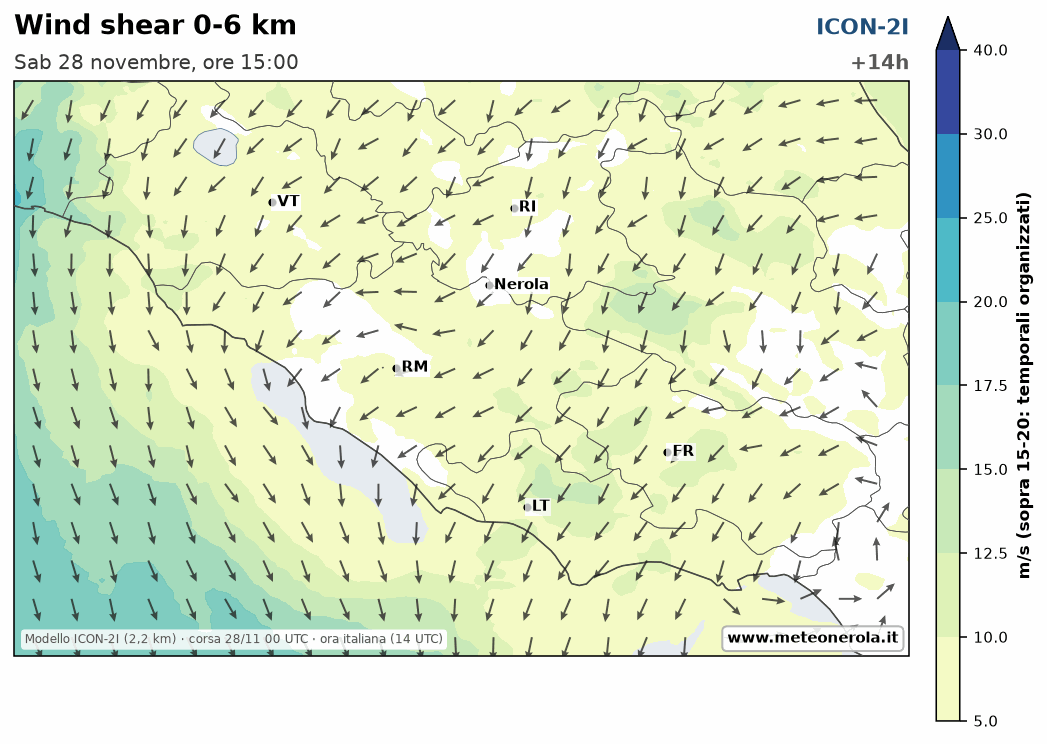 Wind shear 0-6 km
ICON-2I
Sab 28 novembre, ore 15:00
+14h
VT
RI
Nerola
RM
FR
LT
Modello ICON-2I (2,2 km) · corsa 28/11 00 UTC · ora italiana (14 UTC)
www.meteonerola.it
40.0
30.0
25.0
20.0
17.5
15.0
12.5
10.0
5.0
m/s (sopra 15-20: temporali organizzati)